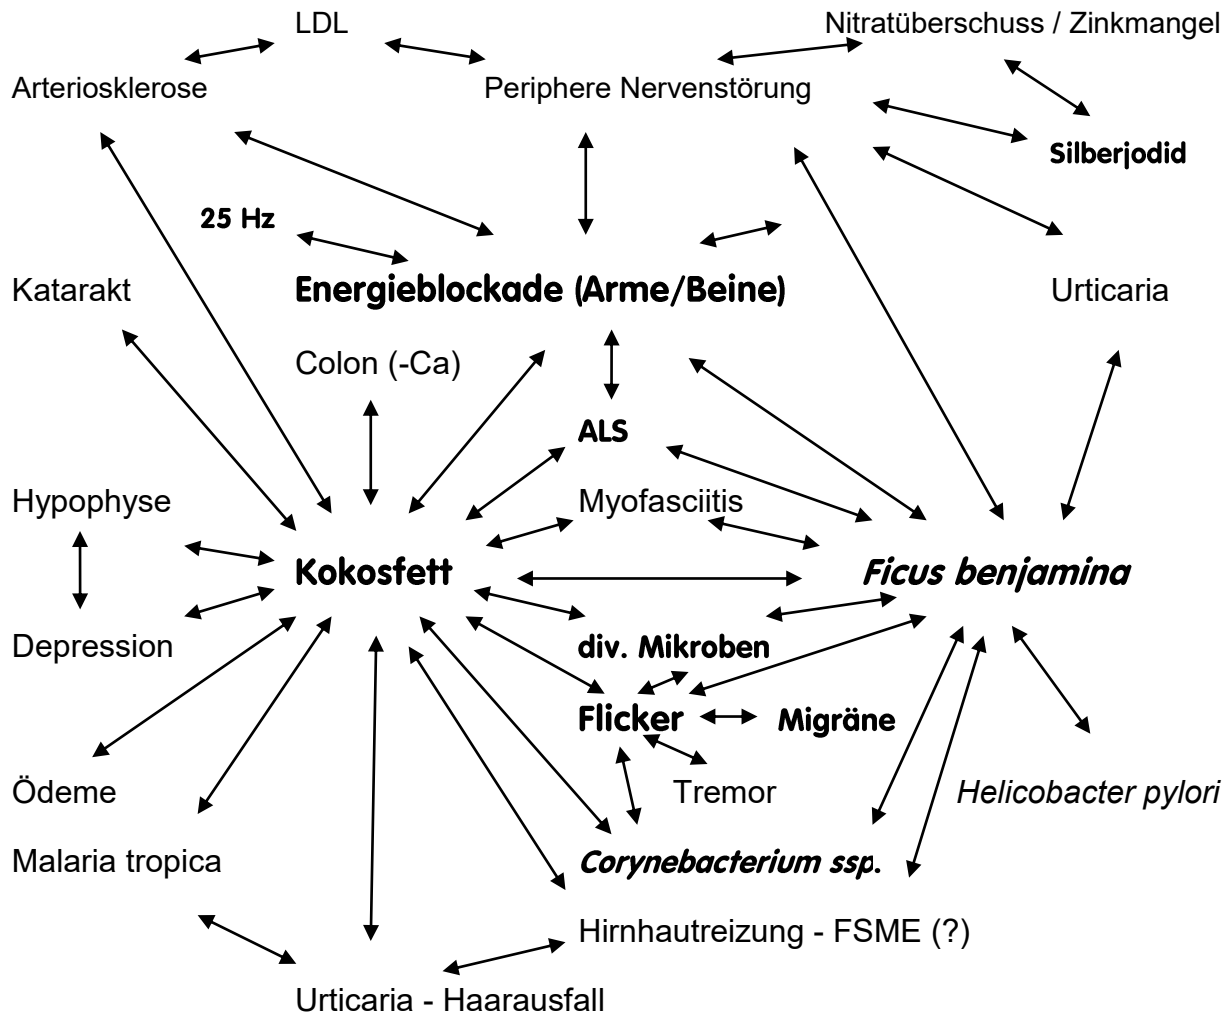 LDL
Nitratüberschuss / Zinkmangel
Arteriosklerose
Periphere Nervenstörung
Silberjodid
25 Hz
Katarakt
Energieblockade (Arme/Beine)
Urticaria
Colon (-Ca)
ALS
Hypophyse
Myofasciitis
Kokosfett
Ficus benjamina
Depression
div. Mikroben
Flicker
Migräne
Ödeme
Tremor
Helicobacter pylori
Malaria tropica
Corynebacterium ssp.
Hirnhautreizung - FSME (?)
Urticaria - Haarausfall